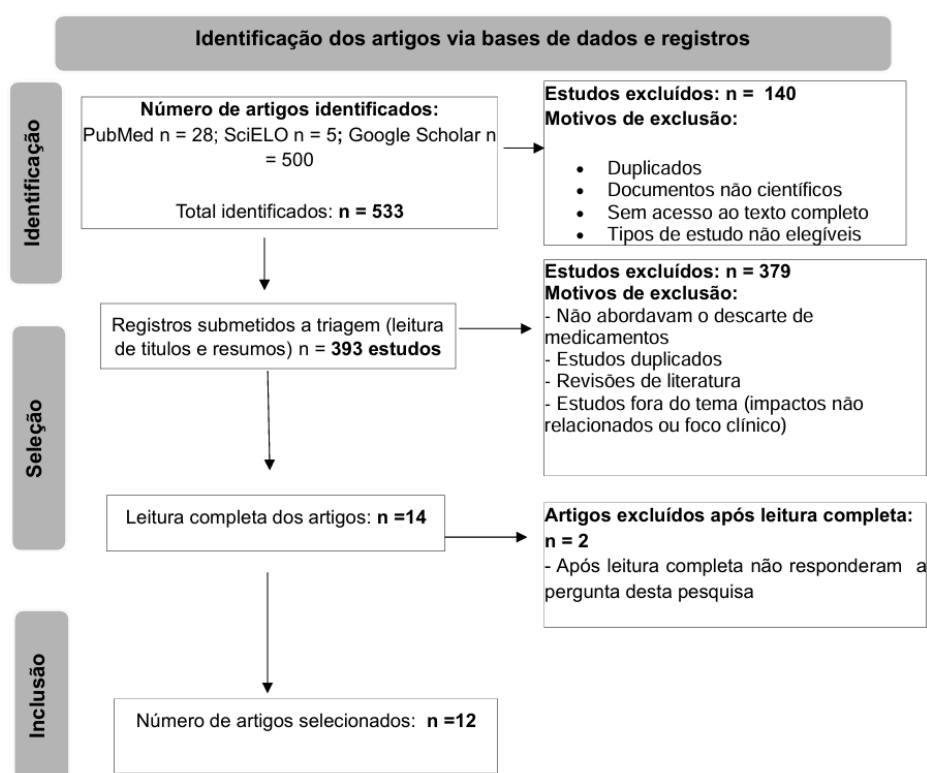 Identificação dos artigos via bases de dados e registros
Identificação
Número de artigos identificados:
PubMed n = 28; SciELO n = 5; Google Scholar n
= 500
Total identificados: n = 533
Estudos excluídos: n = 140
Motivos de exclusão:
• Duplicados
• Documentos não científicos
• Sem acesso ao texto completo
• Tipos de estudo não elegíveis
Seleção
Registros submetidos a triagem (leitura
de titulos e resumos) n = 393 estudos
Estudos excluídos: n = 379
Motivos de exclusão:
- Não abordavam o descarte de
medicamentos
- Estudos duplicados
- Revisões de literatura
- Estudos fora do tema (impactos não
relacionados ou foco clínico)
Leitura completa dos artigos: n =14
Artigos excluídos após leitura completa:
n = 2
- Após leitura completa não responderam a
pergunta desta pesquisa
Inclusão
Número de artigos selecionados: n =12